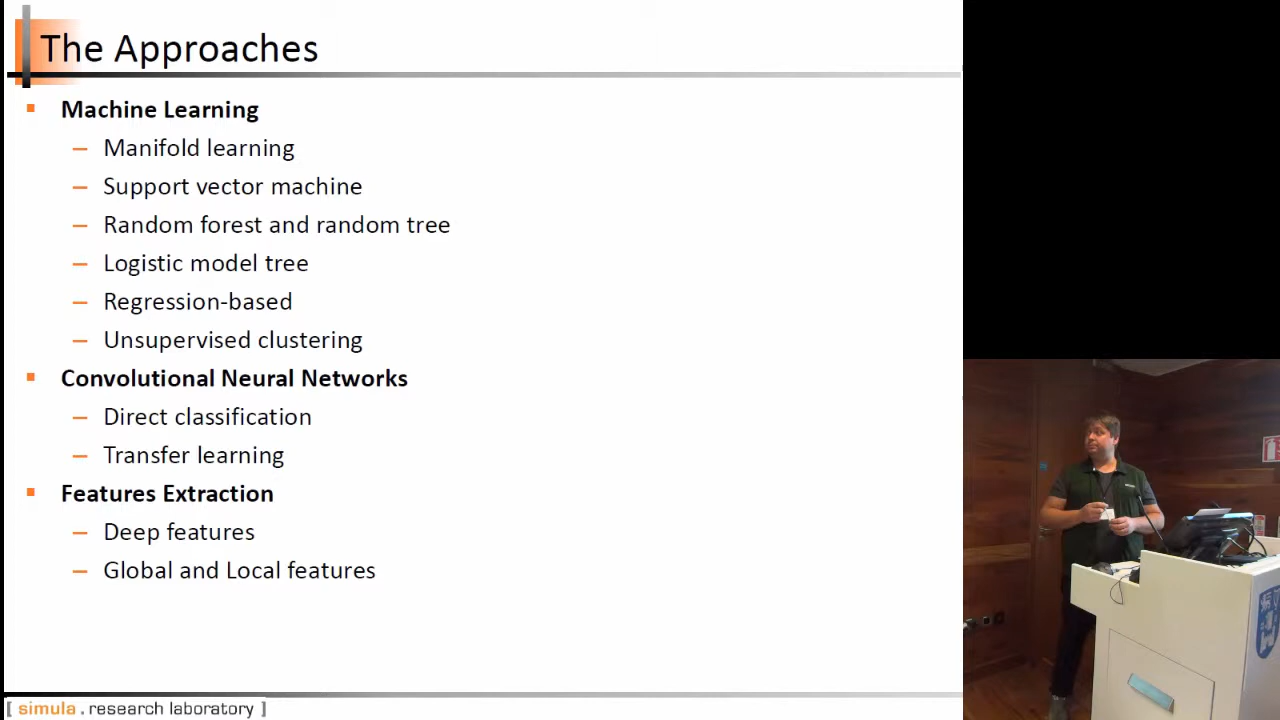 The Approaches
▪ Machine Learning
– Manifold learning
– Support vector machine
– Random forest and random tree
– Logistic model tree
– Regression-based
– Unsupervised clustering
▪ Convolutional Neural Networks
– Direct classification
– Transfer learning
▪ Features Extraction
– Deep features
– Global and Local features
[ simula . research laboratory ]